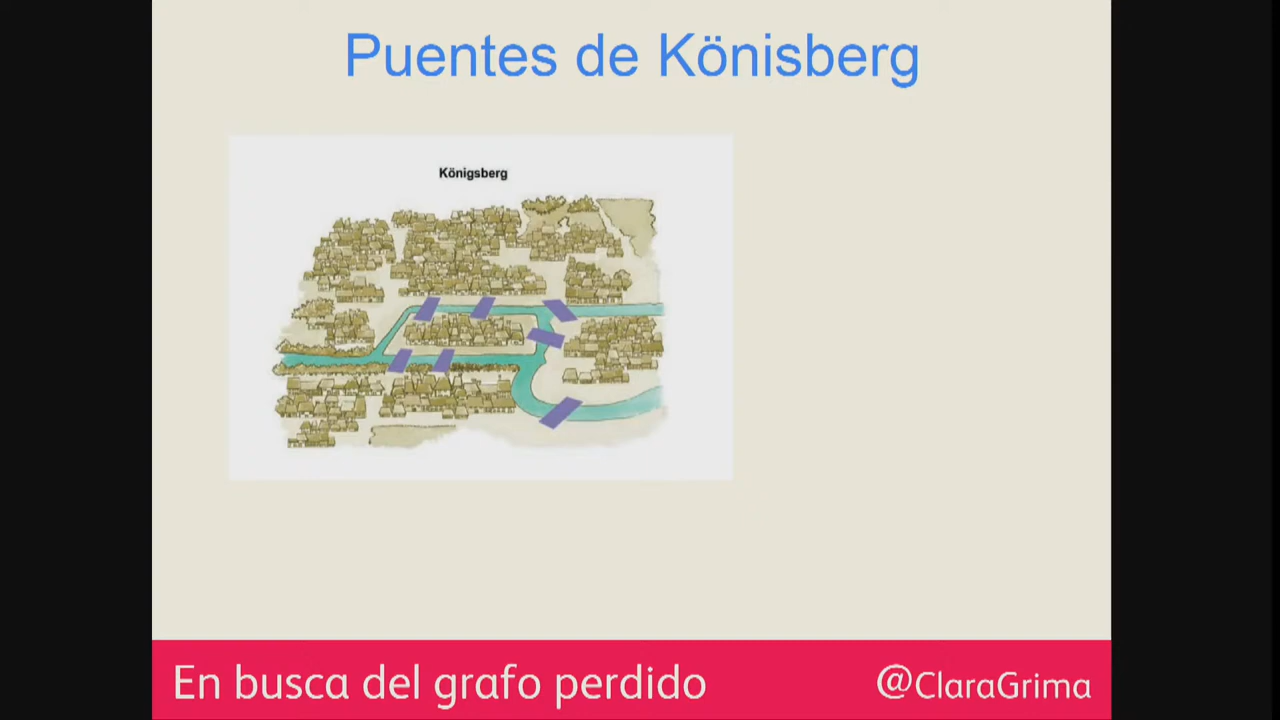 Puentes de Könisberg
Königsberg
En busca del grafo perdido
@ClaraGrima